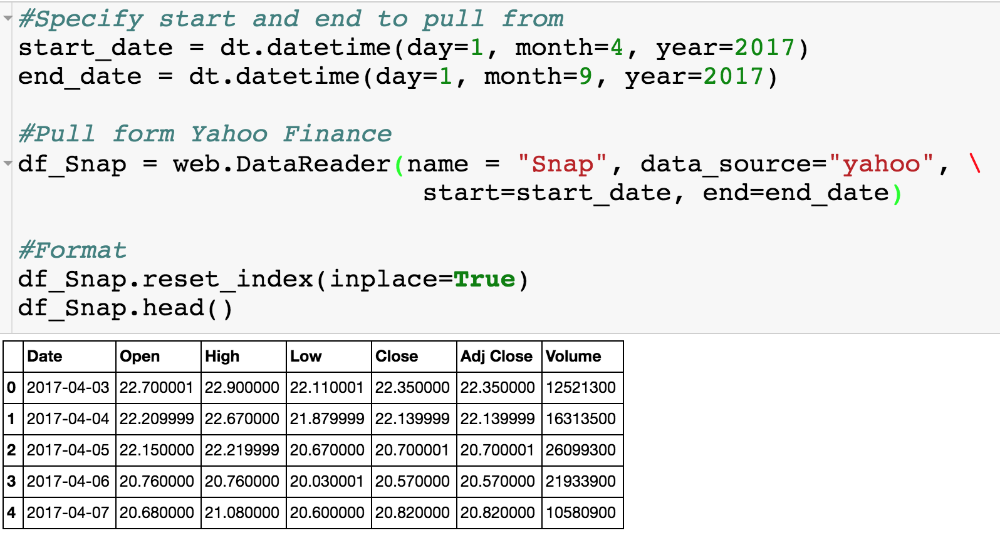 #Specify start and end to pull from
start_date = dt.datetime(day=1, month=4, year=2017)
end_date = dt.datetime(day=1, month=9, year=2017)
#Pull form Yahoo Finance
df_Snap = web.DataReader(name = "Snap", data_source="yahoo", \
start=start_date, end=end_date)
#Format
df_Snap.reset_index(inplace=True)
df_Snap.head()
Date Open High Low Close Adj Close Volume
0 2017-04-03 22.700001 22.900000 22.110001 22.350000 22.350000 12521300
1 2017-04-04 22.209999 22.670000 21.879999 22.139999 22.139999 16313500
2 2017-04-05 22.150000 22.219999 20.670000 20.700001 20.700001 26099300
3 2017-04-06 20.760000 20.760000 20.030001 20.570000 20.570000 21933900
4 2017-04-07 20.680000 21.080000 20.600000 20.820000 20.820000 10580900